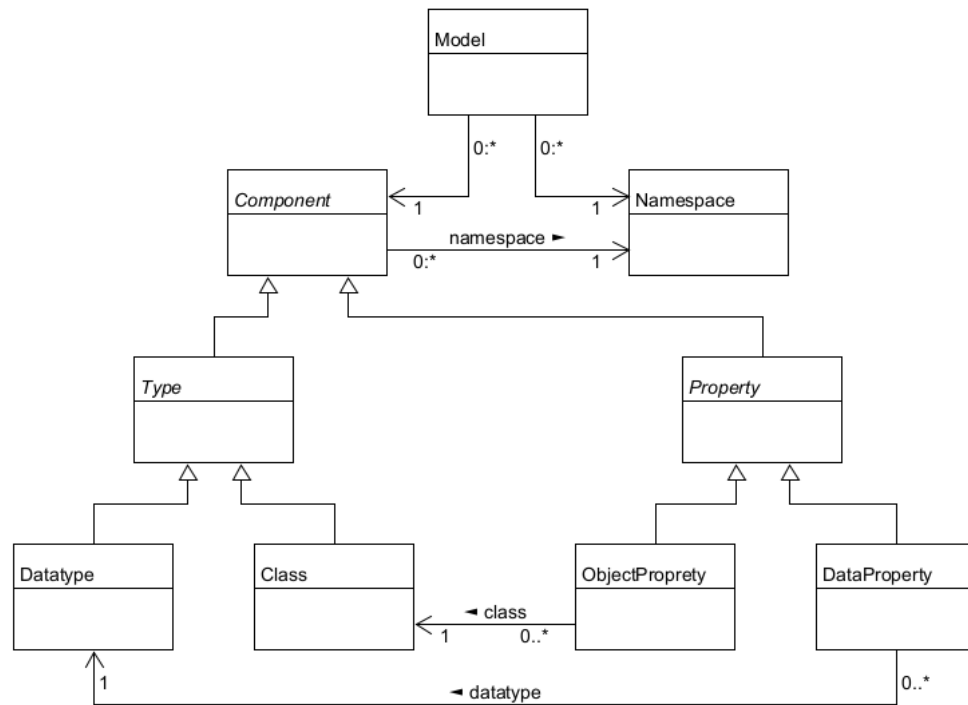 Model
0:*
0:*
Component
Namespace
1
1
namespace ►
0:*
1
Type
Property
Datatype
Class
ObjectProprety
DataProperty
◄ class
1
0..*
1
◄ datatype
0..*